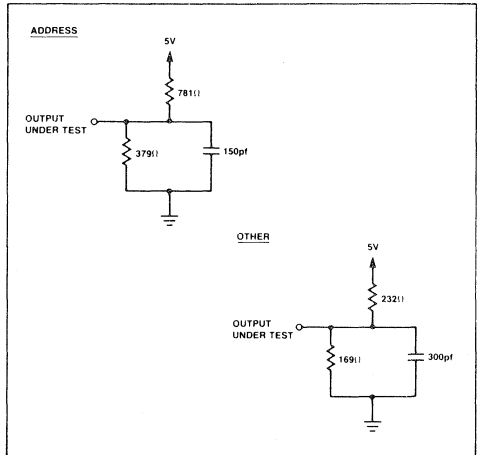 ADDRESS
5V
781Ω
OUTPUT
UNDER TEST
379Ω
150pf
OTHER
5V
232Ω
OUTPUT
UNDER TEST
169Ω
300pf